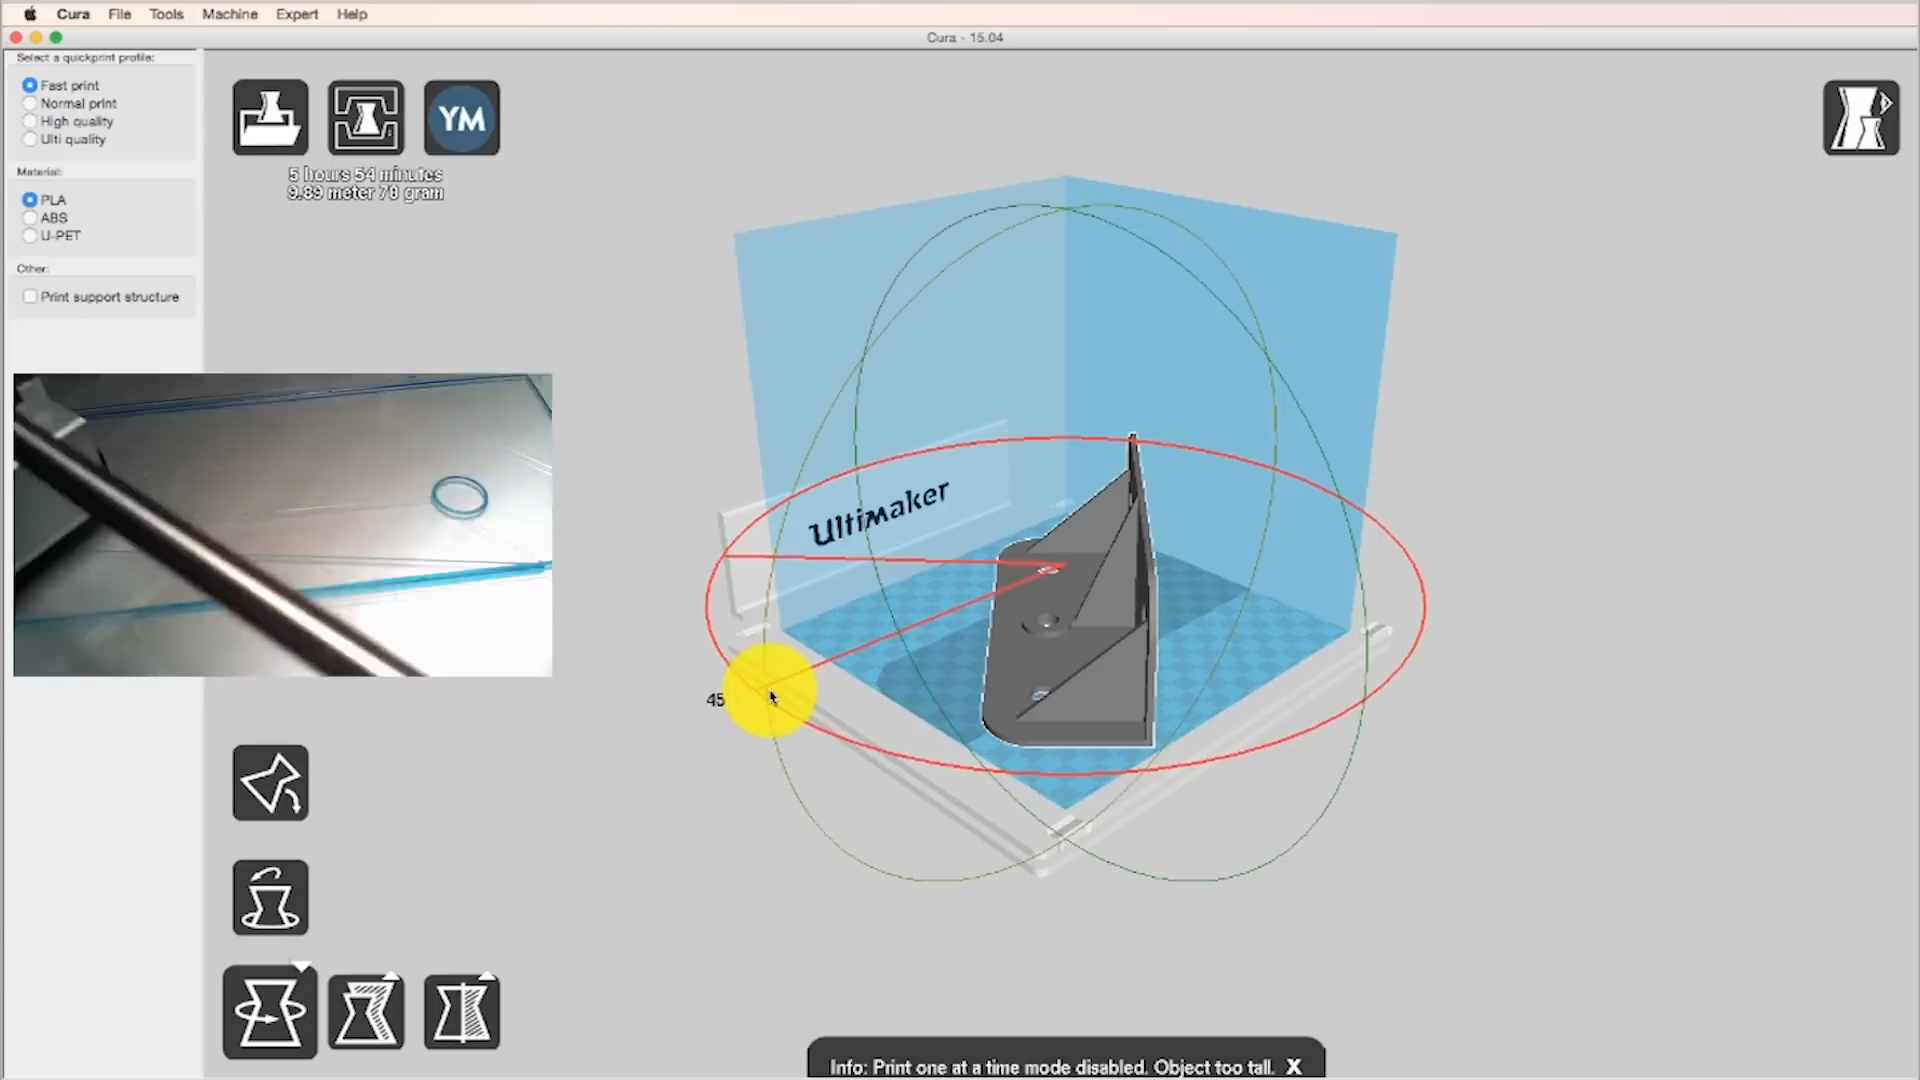 Cura File Tools Machine Expert Help
Cura - 15.04
Select a quickprint profile:
Fast print
Normal print
High quality
Ulti quality
Material:
PLA
ABS
U-PET
Other:
Print support structure
YM
5 hours 54 minutes
9.89 meter 78 gram
Ultimaker
45
Info: Print one at a time mode disabled. Object too tall. X